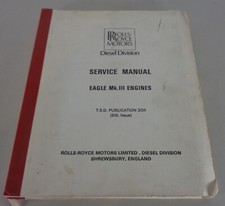 ROLLS
ROYCE
MOTORS
Diesel Division
SERVICE MANUAL
EAGLE Mk.III ENGINES
T.S.D. PUBLICATION
Issue)
ROLLS-ROYCE MOTORS LIMITED, DIESEL DIVISION
SHREWSBURY, ENGLAND